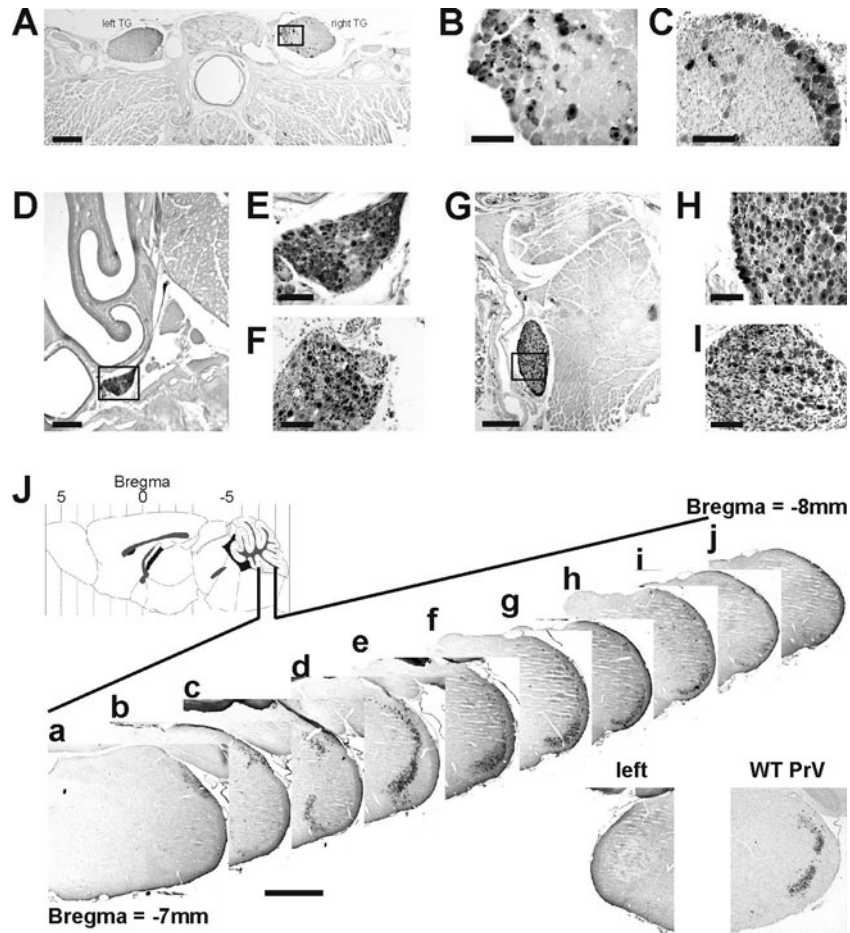 A
left TG
right TG
B
C
D
E
F
G
H
I
J
Bregma
5
0
-5
Bregma = -8mm
a
b
c
d
e
f
g
h
i
j
left
WT PrV
Bregma = -7mm